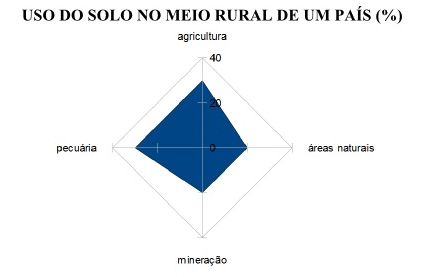 USO DO SOLO NO MEIO RURAL DE UM PAÍS (%)
agricultura
40
20
pecuária
0
áreas naturais
mineração